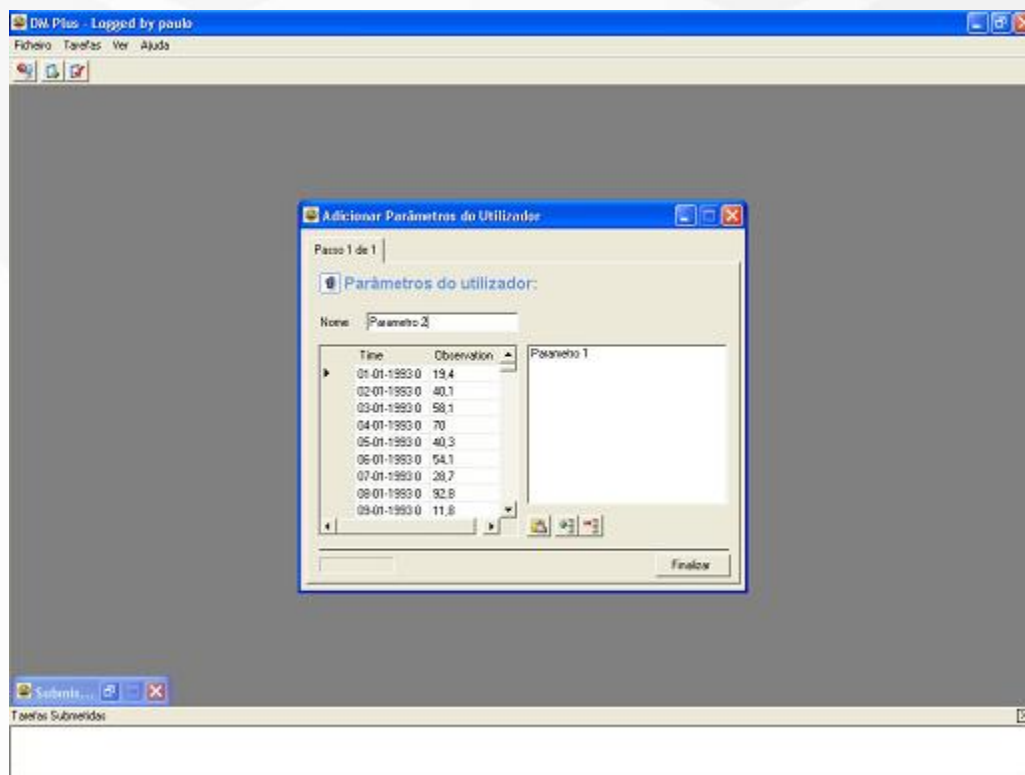 DM Plus - Logged by paulo
Ficheiro Tarefas Ver Ajuda
Adicionar Parâmetros do Utilizador
Passo 1 de 1
Parâmetros do utilizador:
Nome Parametro 2
Time Observation Parametro 1
01-01-1993 0 19,4
02-01-1993 0 40,1
03-01-1993 0 58,1
04-01-1993 0 70
05-01-1993 0 40,3
06-01-1993 0 54,1
07-01-1993 0 28,7
08-01-1993 0 92,8
09-01-1993 0 11,8
Finalizar
Submis...
Tarefas Submetidas